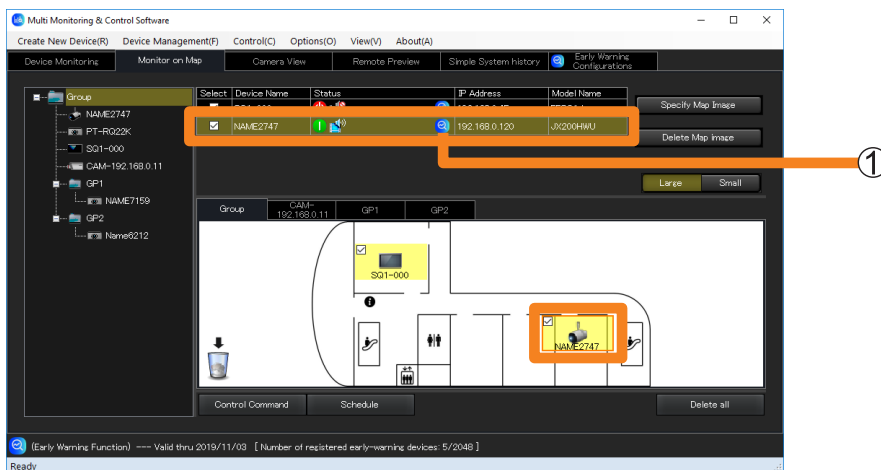 Multi Monitoring & Control Software
Create New Device(R) Device Management(F) Control(C) Options(O) View(V) About(A)
Device Monitoring Monitor on Map Camera View Remote Preview Simple System history Early Warning Configurations
Select Device Name Status IP Address Model Name
NAME2747 192.168.0.120 JX200HWU
Specify Map Image
Delete Map image
①
Large Small
Group
NAME2747
PT-RQ22K
SQ1-000
CAM-192.168.0.11
GP1
NAME7159
GP2
Name6212
Group CAM-192.168.0.11 GP1 GP2
SQ1-000
NAME2747
Control Command Schedule Delete all
(Early Warning Function) --- Valid thru 2019/11/03 [ Number of registered early-warning devices: 5/2048 ]
Ready